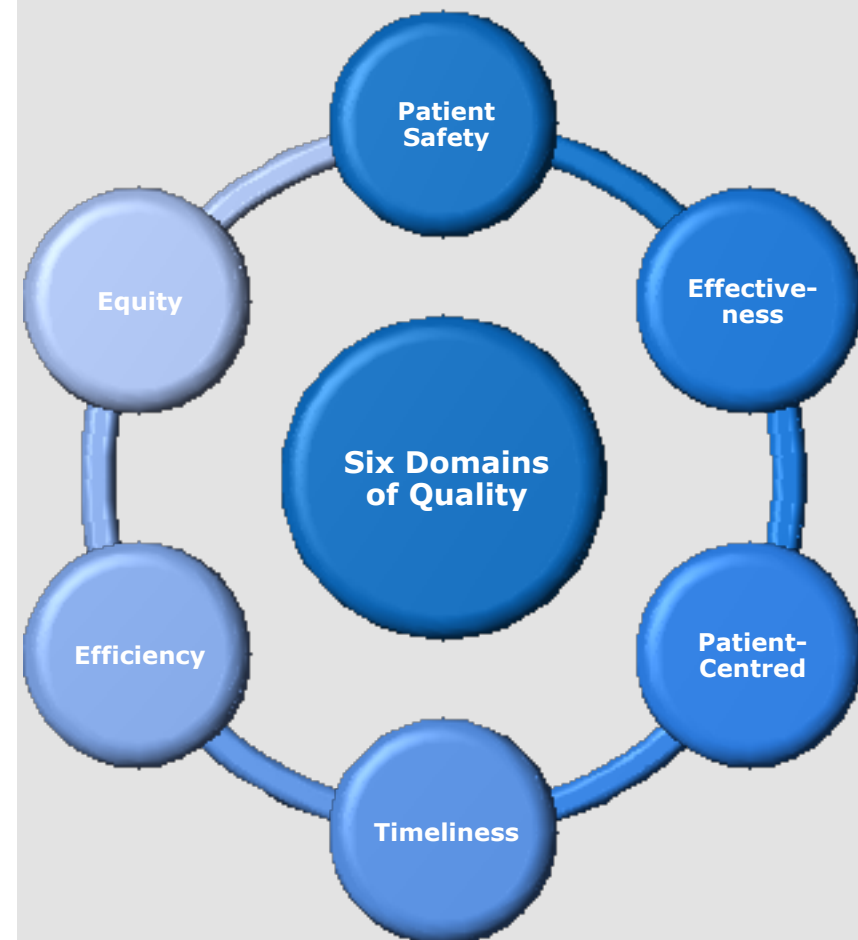 Patient
Safety
Effective-
ness
Equity
Six Domains
of Quality
Efficiency
Patient-
Centred
Timeliness